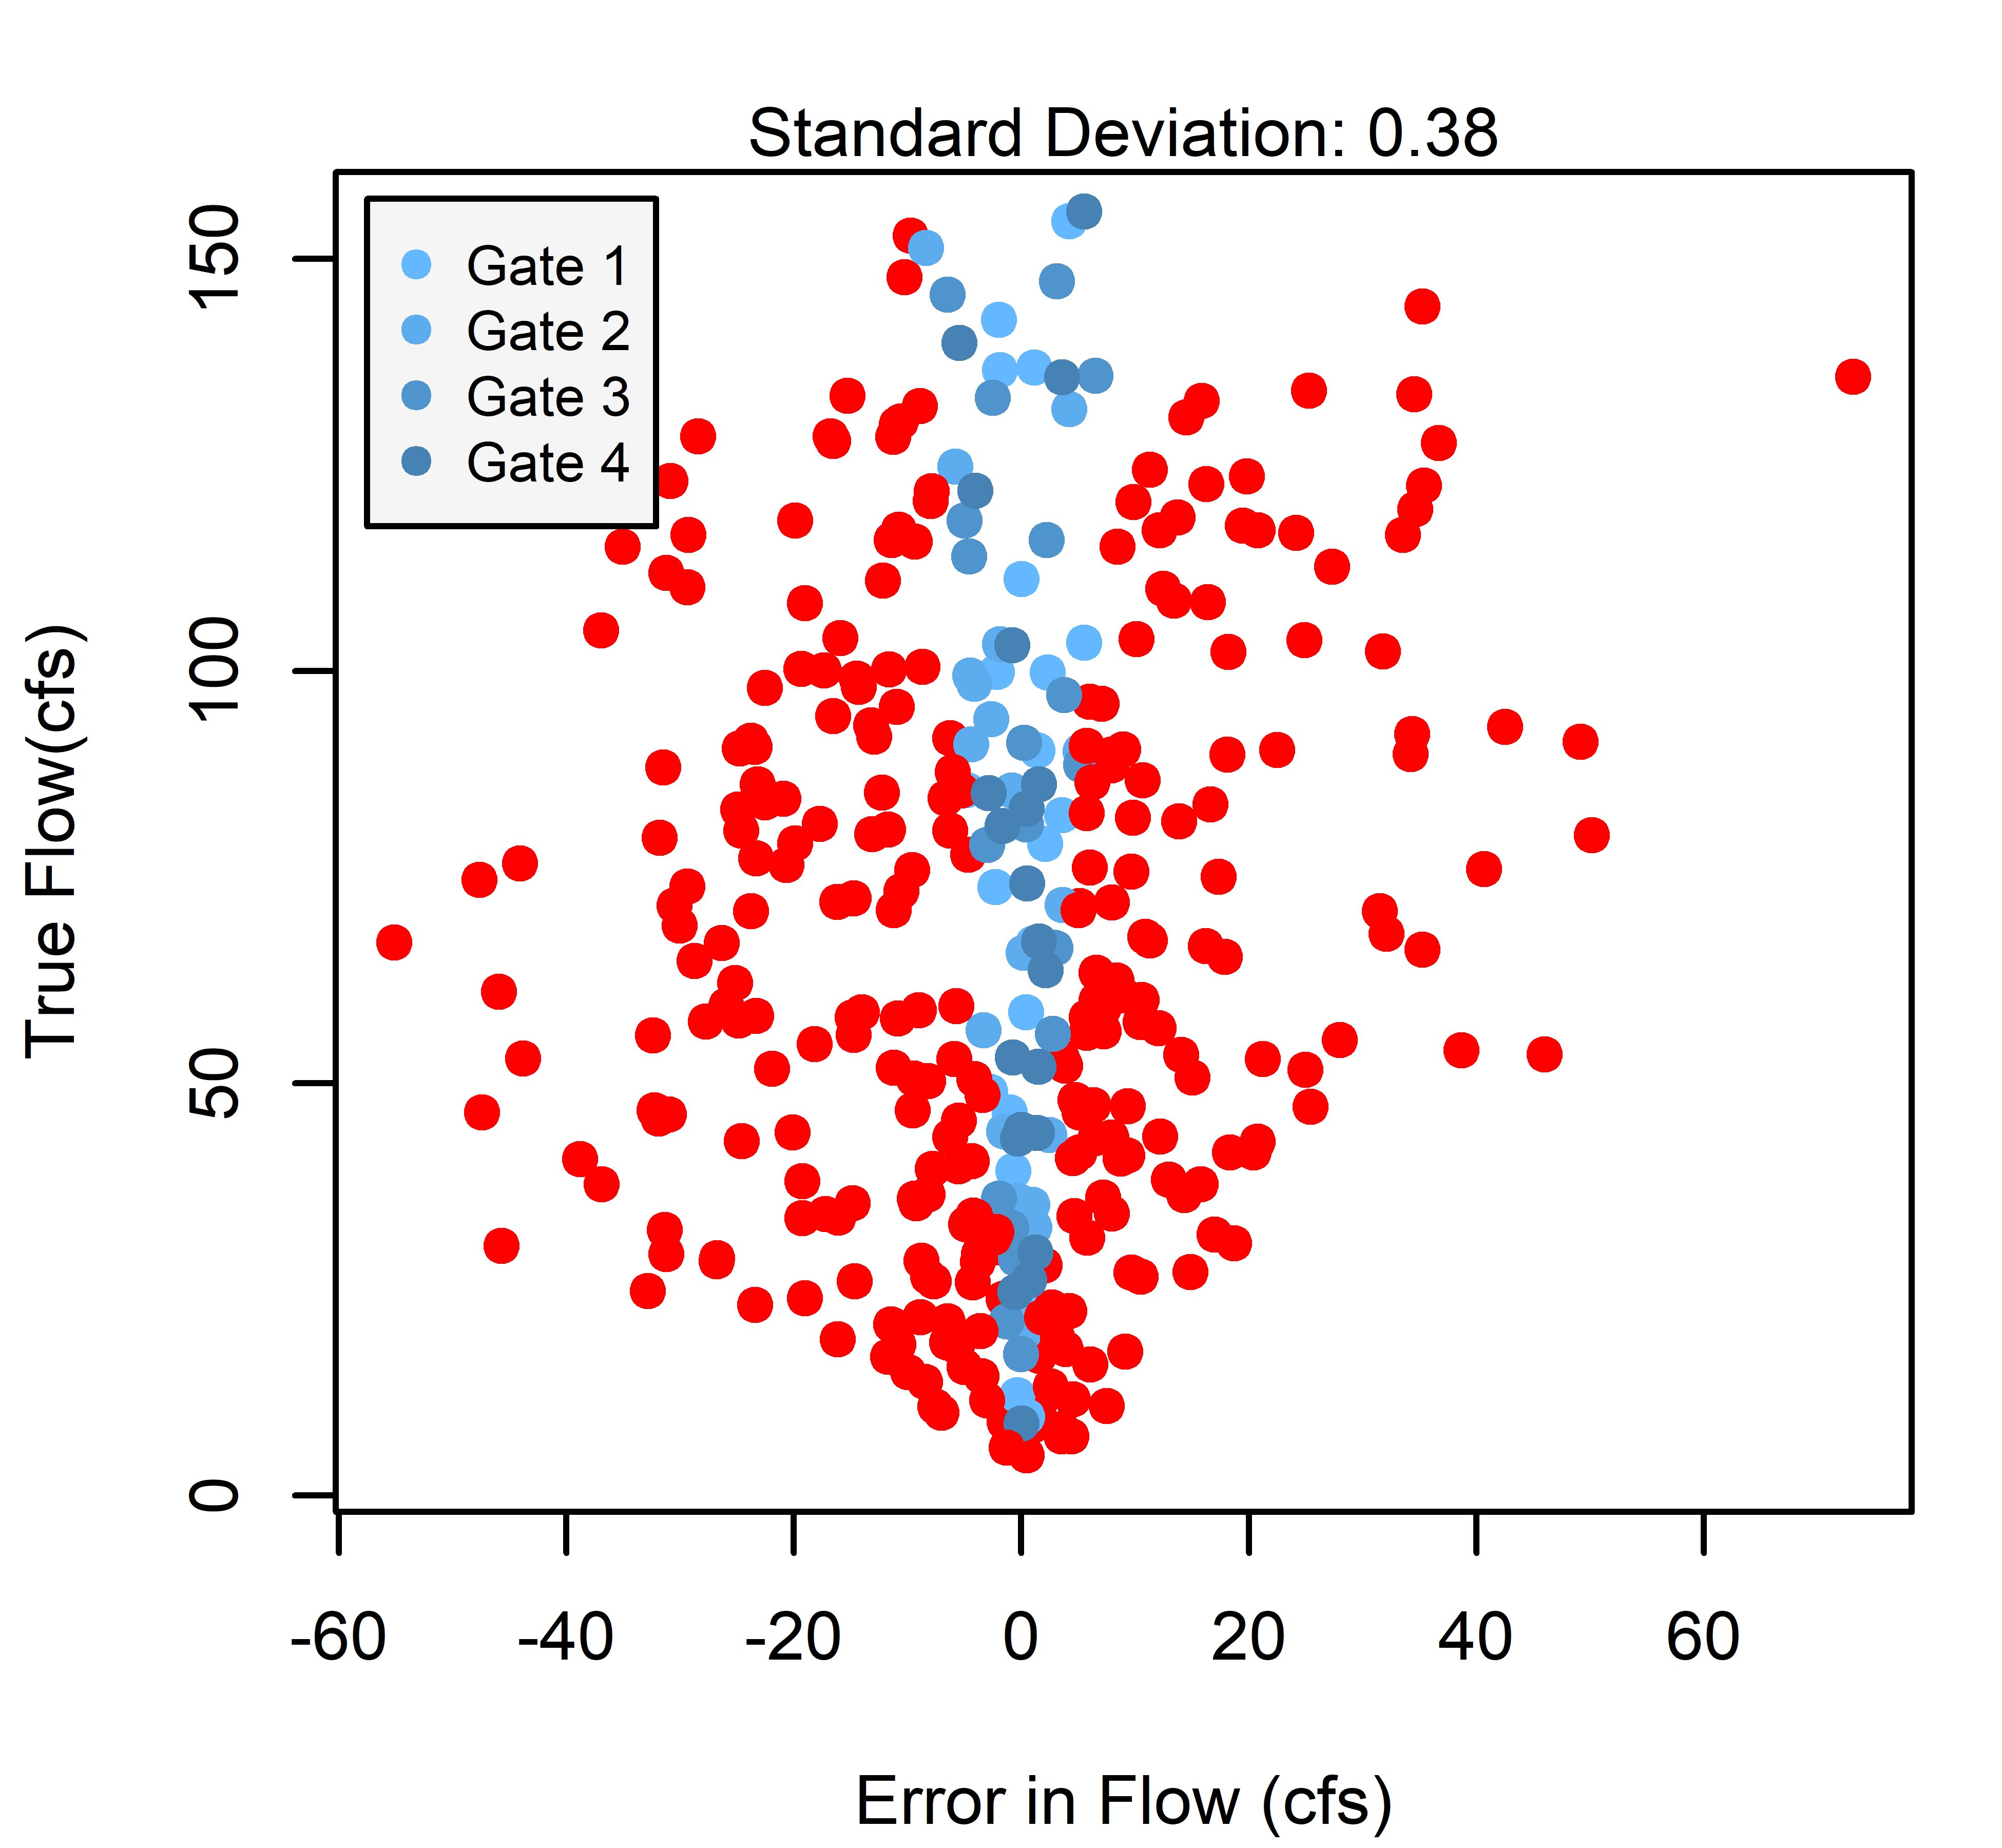 Standard Deviation: 0.38
Gate 1
Gate 2
Gate 3
Gate 4
True Flow(cfs)
150
100
50
0
-60 -40 -20 0 20 40 60
Error in Flow (cfs)